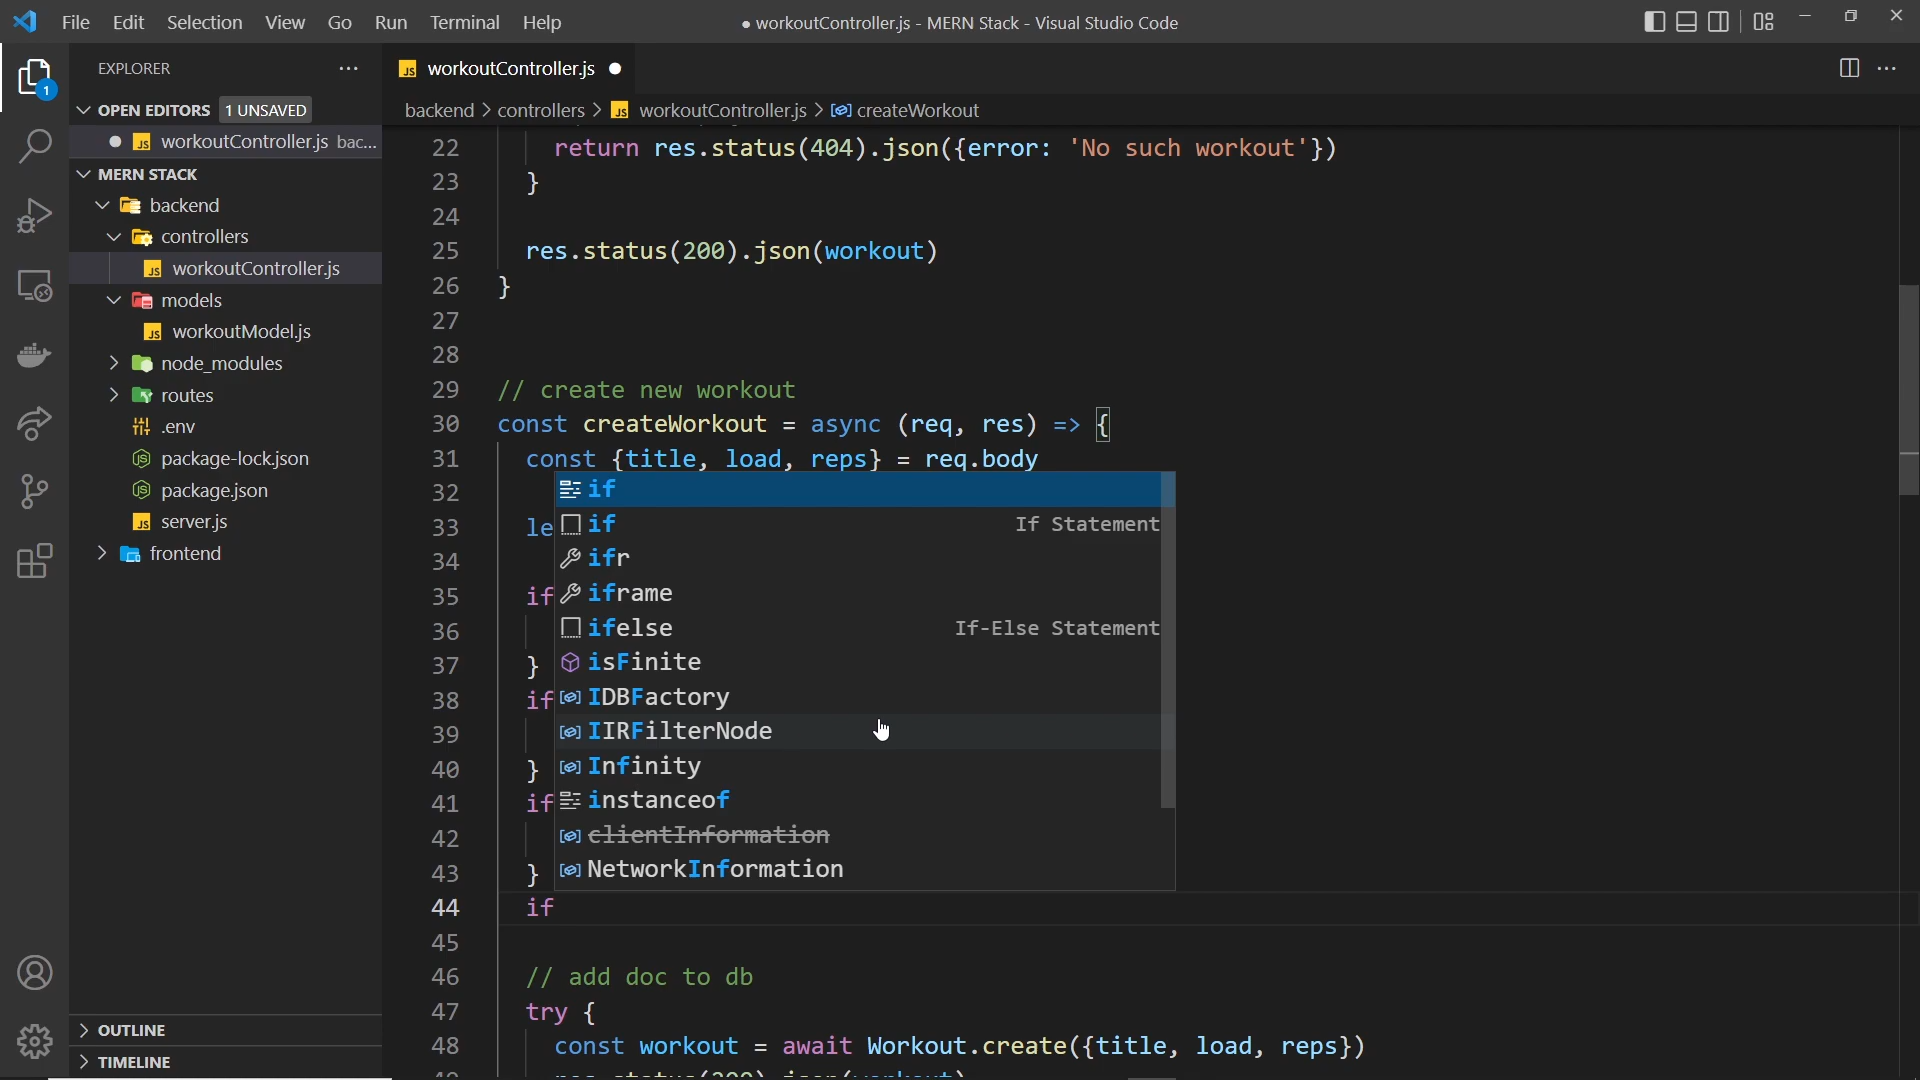 File Edit Selection View Go Run Terminal Help
● workoutController.js - MERN Stack - Visual Studio Code
EXPLORER
1
OPEN EDITORS 1 UNSAVED
JS workoutController.js bac...
MERN STACK
backend
controllers
JS workoutController.js
models
JS workoutModel.js
node_modules
routes
.env
package-lock.json
package.json
JS server.js
frontend
OUTLINE
TIMELINE
JS workoutController.js
backend > controllers > JS workoutController.js > createWorkout
22 return res.status(404).json({error: 'No such workout'})
23 }
24
25 res.status(200).json(workout)
26 }
27
28
29 // create new workout
30 const createWorkout = async (req, res) => {
31 const {title, load, reps} = req.body
32
33 le
34
35 if
36
37 }
38 if
39
40 }
41 if
42
43 }
44 if
45
46 // add doc to db
47 try {
48 const workout = await Workout.create({title, load, reps})
if
if If Statement
ifr
iframe
ifelse If-Else Statement
isFinite
IDBFactory
IIRFilterNode
Infinity
instanceof
clientInformation
NetworkInformation